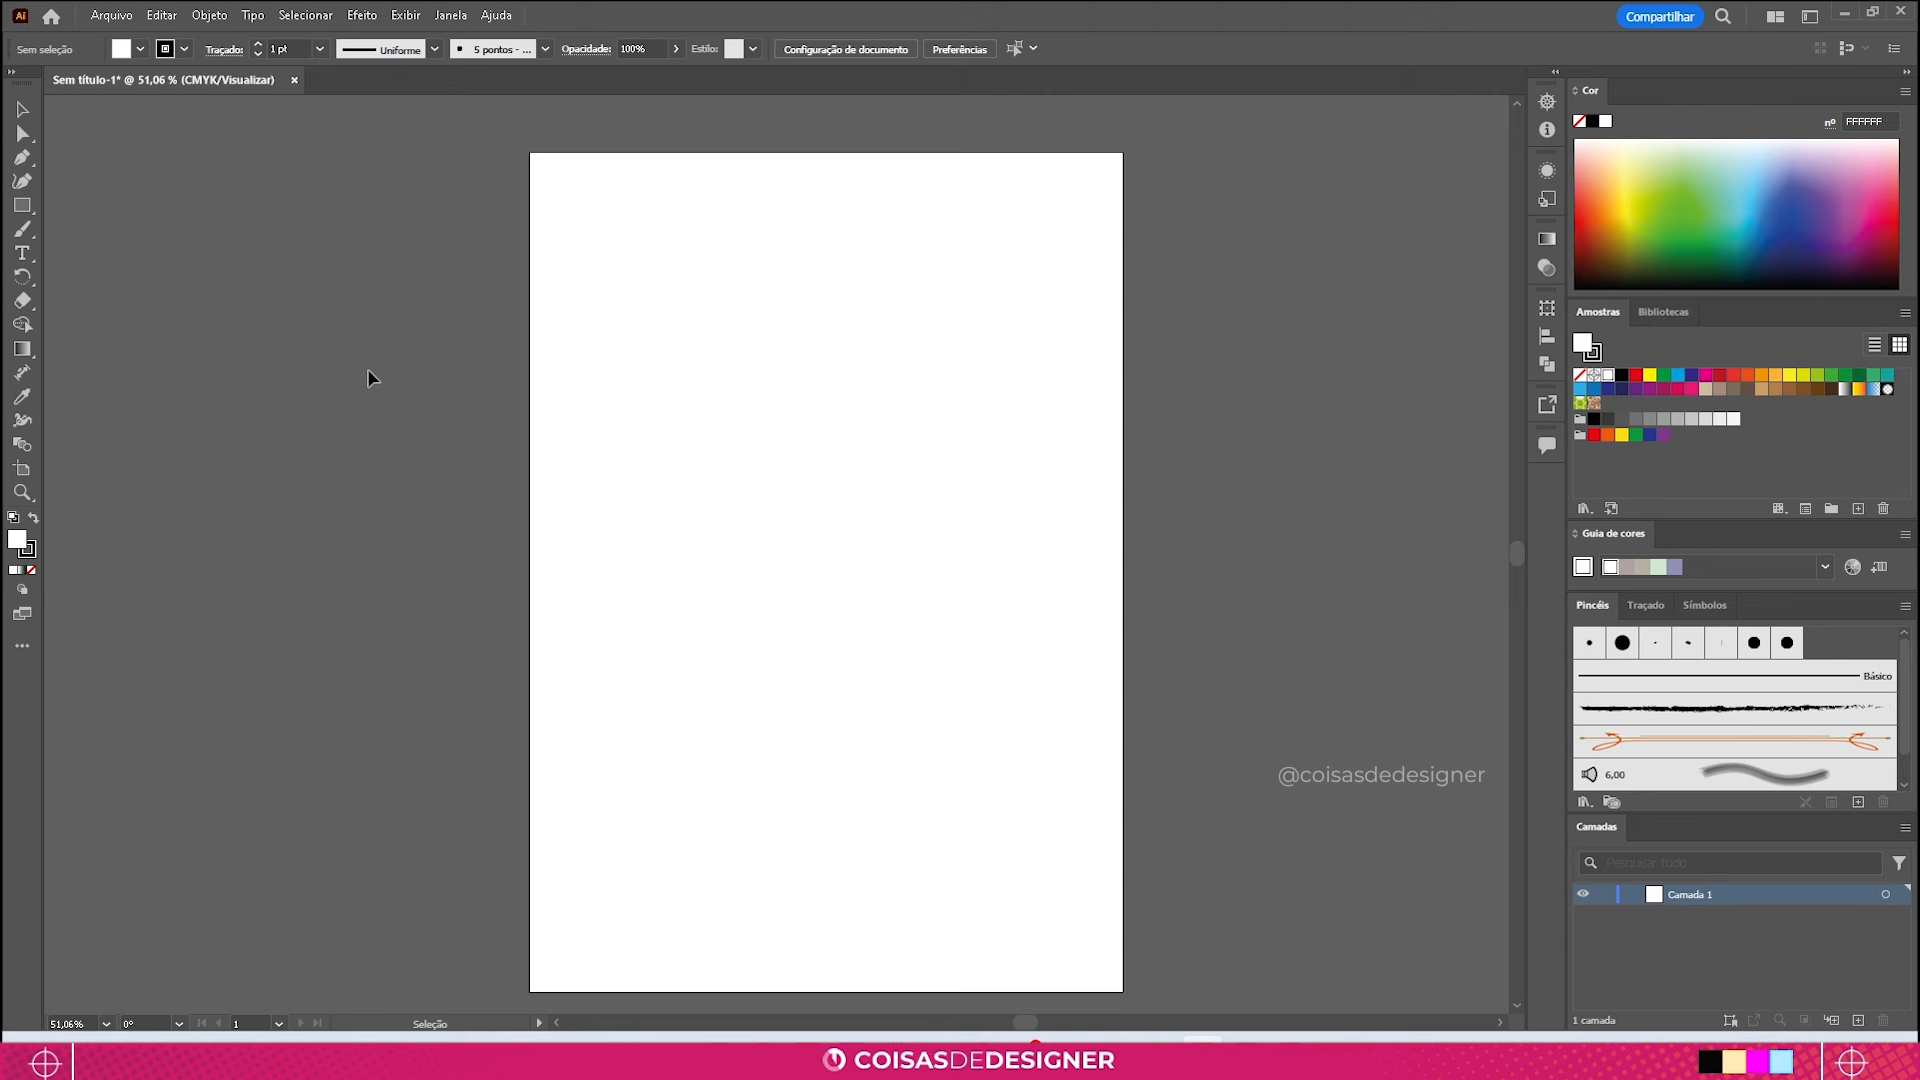 Ai Arquivo Editar Objeto Tipo Selecionar Efeito Exibir Janela Ajuda Compartilhar
Sem seleção Traçado: 1 pt Uniforme 5 pontos - ... Opacidade: 100% Estilo: Configuração de documento Preferências
Sem título-1* @ 51,06 % (CMYK/Visualizar)
Cor
nº FFFFFF
Amostras Bibliotecas
Guia de cores
Pincéis Traçado Símbolos
Básico
6,00
@coisasdedesigner
Camadas
Pesquisar tudo
Camada 1
1 camada
51,06% 0° 1 Seleção
COISASDEDESIGNER